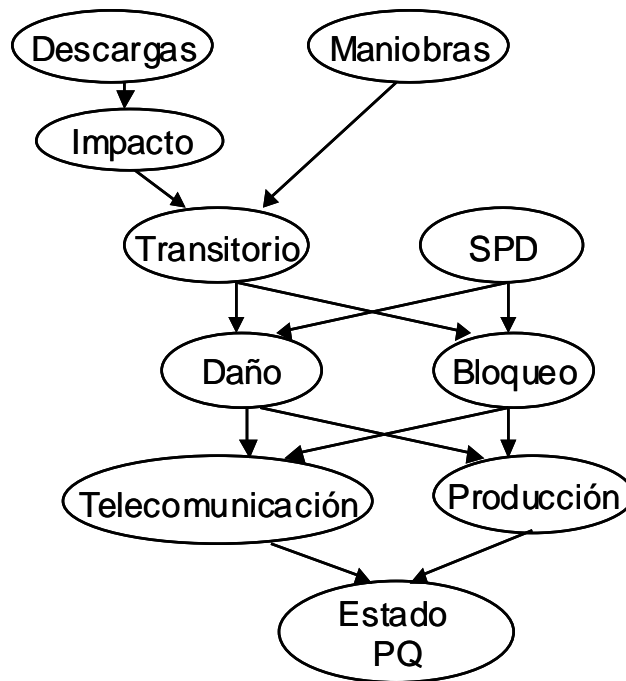 Descargas
Maniobras
Impacto
Transitorio
SPD
Daño
Bloqueo
Telecomunicación
Producción
Estado
PQ